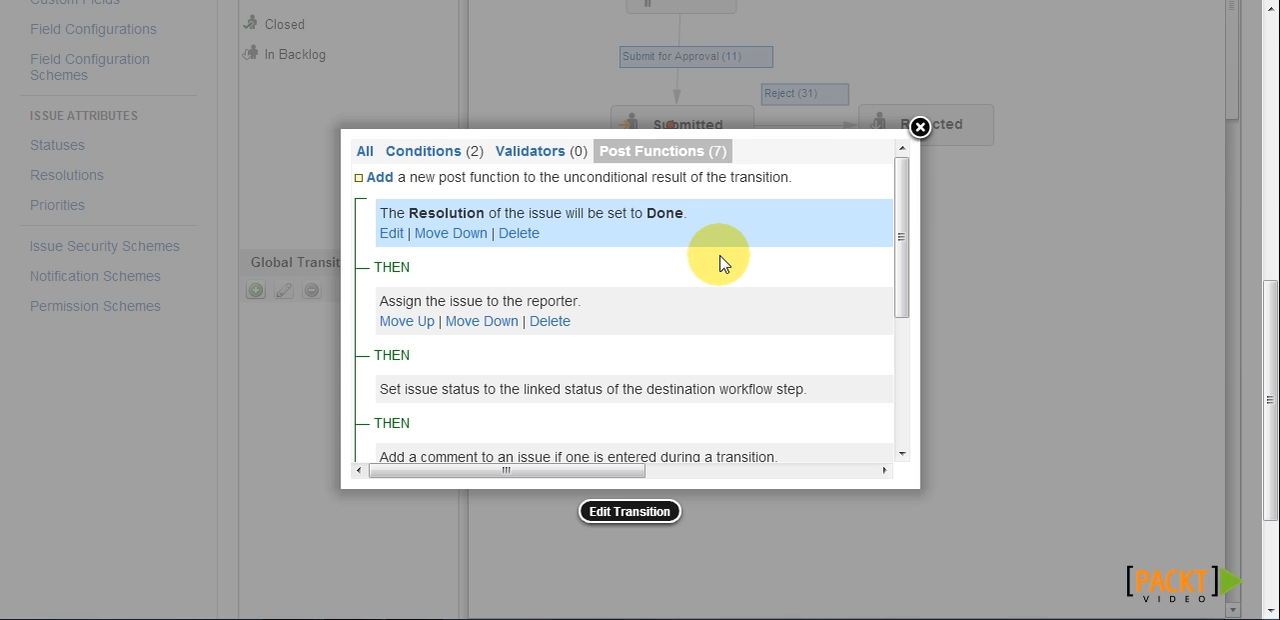 Custom Fields
Field Configurations
Field Configuration
Schemes
ISSUE ATTRIBUTES
Statuses
Resolutions
Priorities
Issue Security Schemes
Notification Schemes
Permission Schemes
Closed
In Backlog
Global Transit
Submit for Approval (11)
Reject (31)
Submitted
Rejected
All Conditions (2) Validators (0) Post Functions (7)
Add a new post function to the unconditional result of the transition.
The Resolution of the issue will be set to Done.
Edit | Move Down | Delete
THEN
Assign the issue to the reporter.
Move Up | Move Down | Delete
THEN
Set issue status to the linked status of the destination workflow step.
THEN
Add a comment to an issue if one is entered during a transition.
Edit Transition
[PACKT]
VIDEO